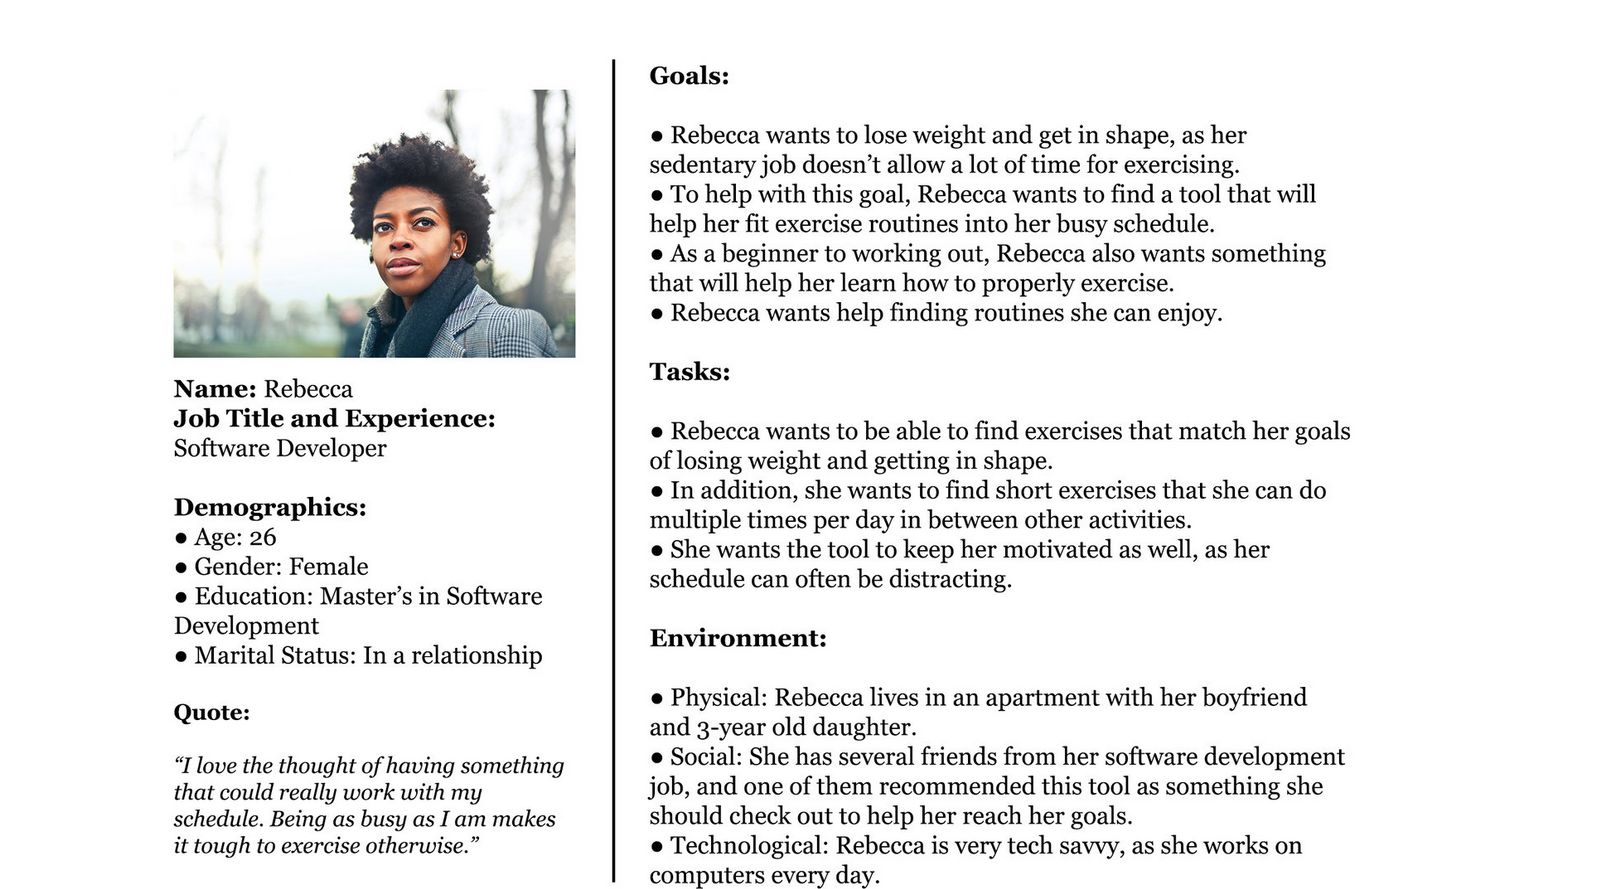 Name: Rebecca
Job Title and Experience:
Software Developer
Demographics:
● Age: 26
● Gender: Female
● Education: Master’s in Software
Development
● Marital Status: In a relationship
Quote:
“I love the thought of having something
that could really work with my
schedule. Being as busy as I am makes
it tough to exercise otherwise.”
Goals:
● Rebecca wants to lose weight and get in shape, as her
sedentary job doesn’t allow a lot of time for exercising.
● To help with this goal, Rebecca wants to find a tool that will
help her fit exercise routines into her busy schedule.
● As a beginner to working out, Rebecca also wants something
that will help her learn how to properly exercise.
● Rebecca wants help finding routines she can enjoy.
Tasks:
● Rebecca wants to be able to find exercises that match her goals
of losing weight and getting in shape.
● In addition, she wants to find short exercises that she can do
multiple times per day in between other activities.
● She wants the tool to keep her motivated as well, as her
schedule can often be distracting.
Environment:
● Physical: Rebecca lives in an apartment with her boyfriend
and 3-year old daughter.
● Social: She has several friends from her software development
job, and one of them recommended this tool as something she
should check out to help her reach her goals.
● Technological: Rebecca is very tech savvy, as she works on
computers every day.